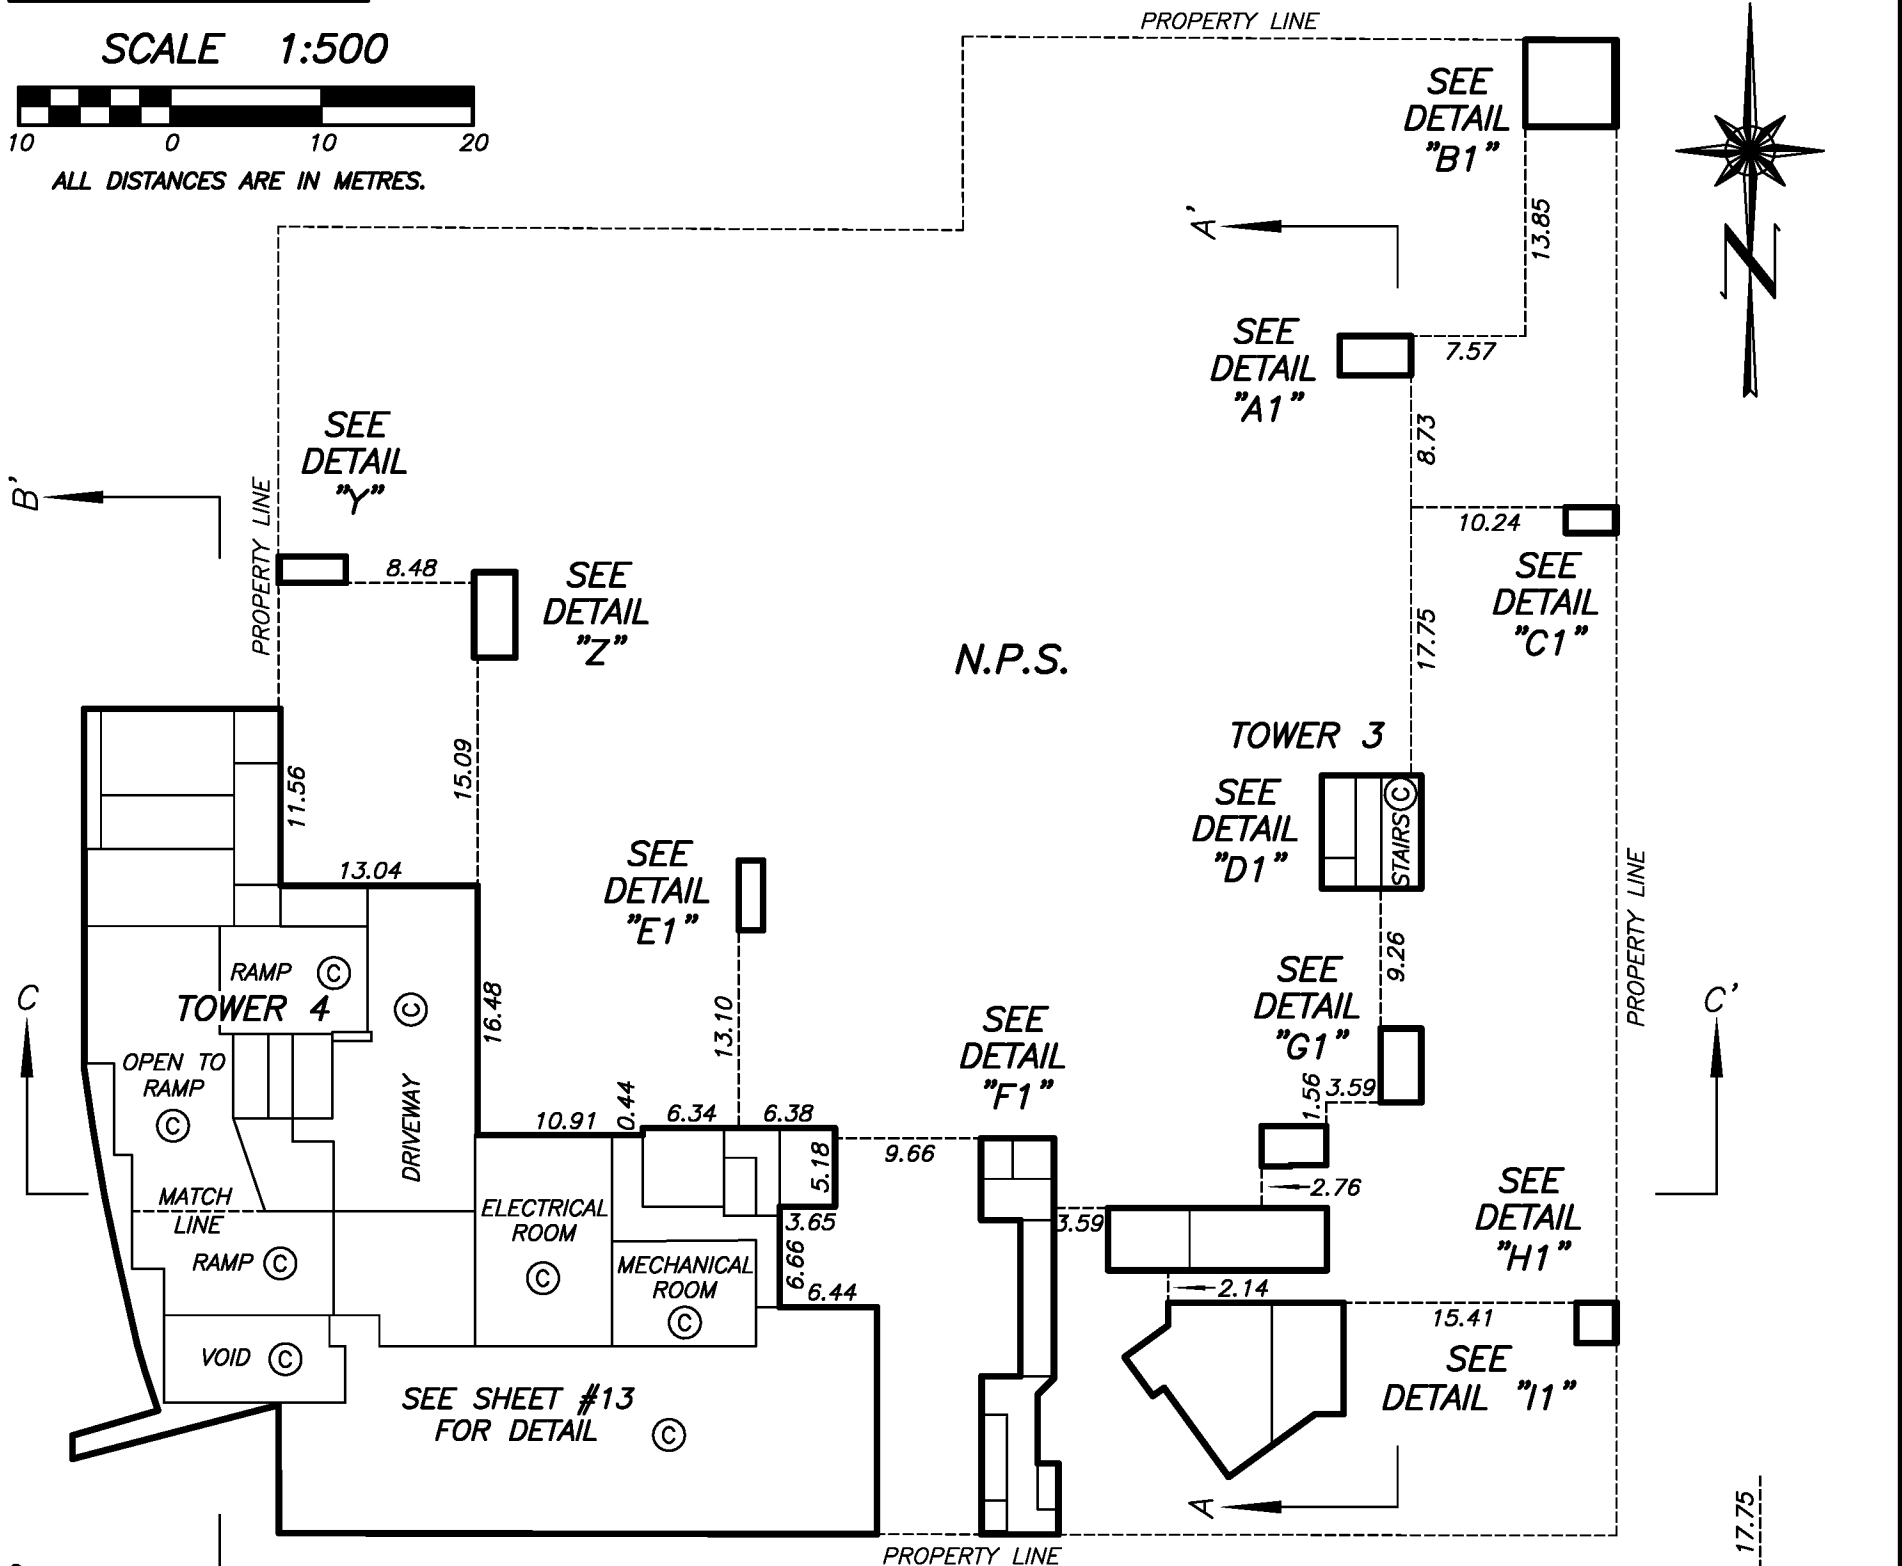 PROPERTY LINE
SCALE 1:500
10 0 10 20
ALL DISTANCES ARE IN METRES.
SEE
DETAIL
"B1"
13.85
A'
N
SEE
DETAIL
"A1"
7.57
8.73
SEE
DETAIL
"Y"
B'
PROPERTY LINE
10.24
SEE
DETAIL
"C1"
8.48
SEE
DETAIL
"Z"
17.75
N.P.S.
TOWER 3
15.09
11.56
SEE
DETAIL
"D1"
C
STAIRS
13.04
SEE
DETAIL
"E1"
PROPERTY LINE
9.26
RAMP C
TOWER 4
C
C
16.48
13.10
SEE
DETAIL
"F1"
SEE
DETAIL
"G1"
C'
OPEN TO
RAMP
C
DRIVEWAY
10.91
0.44
6.34
6.38
1.56
3.59
5.18
9.66
2.76
MATCH
LINE
RAMP C
ELECTRICAL
ROOM
C
3.65
6.66
6.44
MECHANICAL
ROOM
C
3.59
SEE
DETAIL
"H1"
2.14
15.41
VOID C
SEE SHEET #13
FOR DETAIL
C
SEE
DETAIL "I1"
A
17.75
PROPERTY LINE